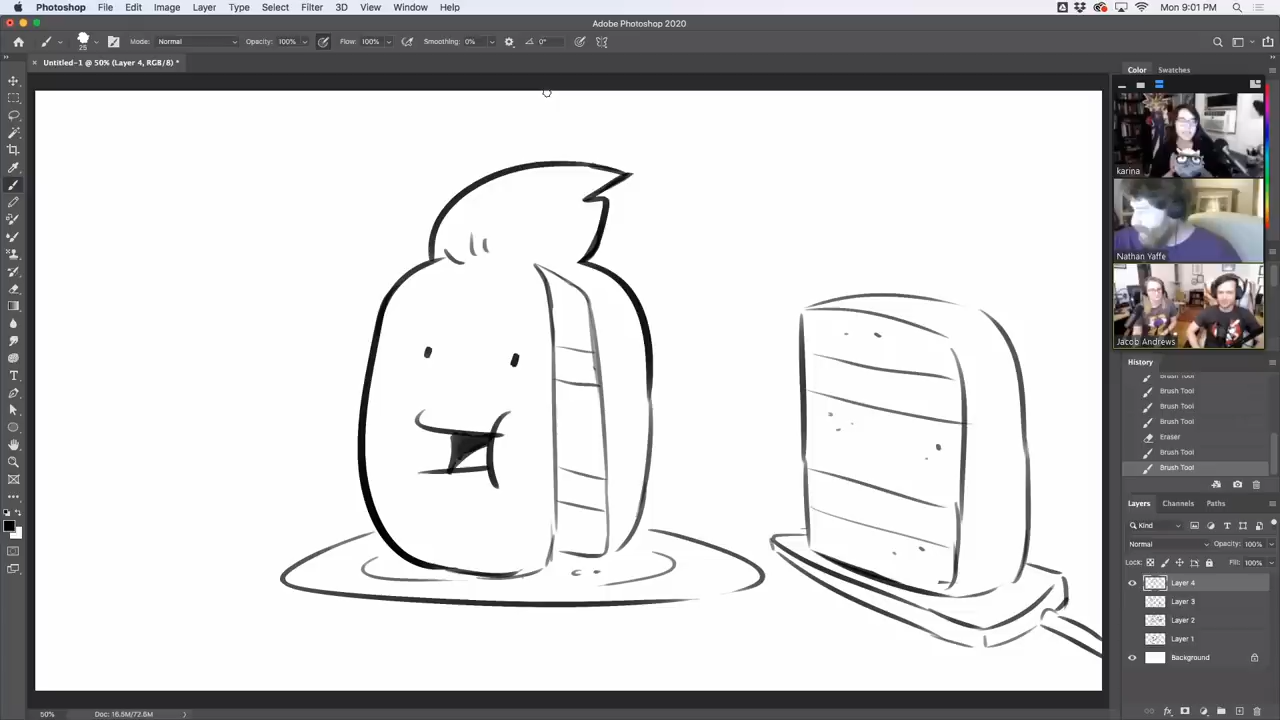 Photoshop File Edit Image Layer Type Select Filter 3D View Window Help
Mon 9:01 PM
Adobe Photoshop 2020
25
Mode: Normal Opacity: 100% Flow: 100% Smoothing: 0% 0°
Untitled-1 @ 50% (Layer 4, RGB/8) *
Color Swatches
karina
Nathan Yaffe
Jacob Andrews
History
Brush Tool
Brush Tool
Brush Tool
Brush Tool
Eraser
Brush Tool
Brush Tool
Layers Channels Paths
Kind
Normal Opacity: 100%
Lock: Fill: 100%
Layer 4
Layer 3
Layer 2
Layer 1
Background
50% Doc: 16.5M/72.6M